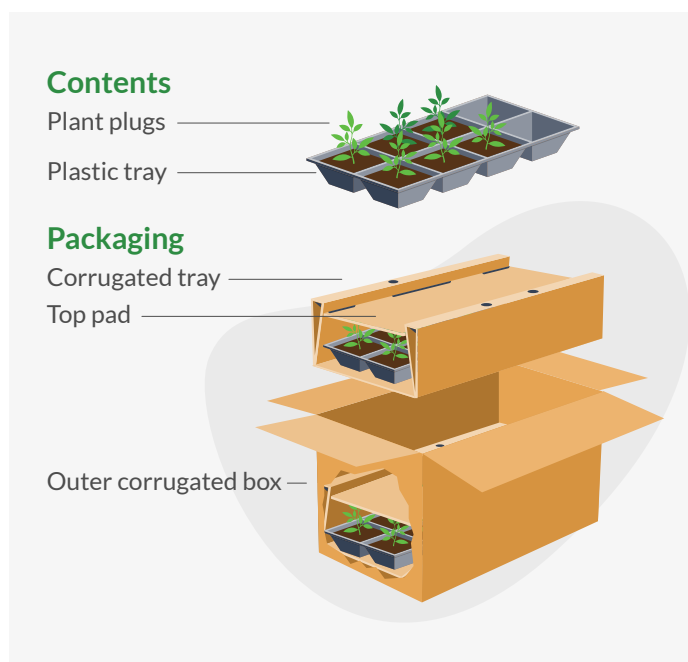 Contents
Plant plugs
Plastic tray
Packaging
Corrugated tray
Top pad
Outer corrugated box